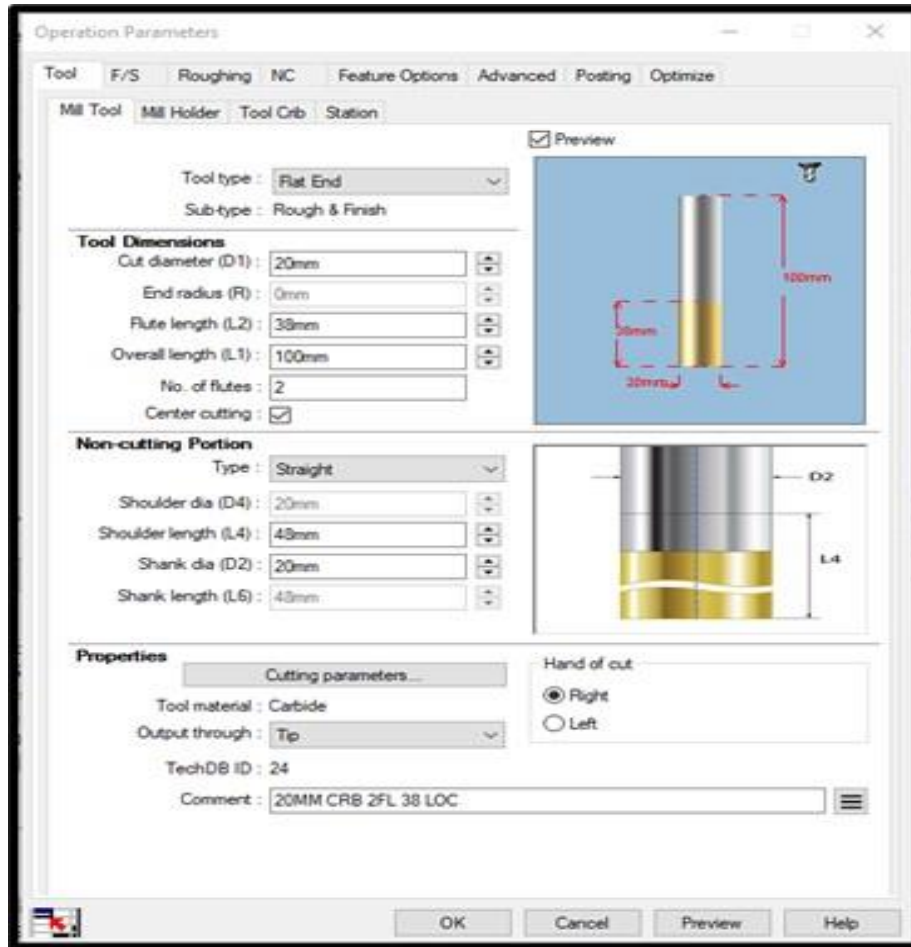 Operation Parameters
Tool F/S Roughing NC Feature Options Advanced Posting Optimize
Mill Tool Mill Holder Tool Crib Station
Preview
Tool type : Flat End
Sub-type : Rough & Finish
Tool Dimensions
Cut diameter (D1) : 20mm
End radius (R) : 0mm
Flute length (L2) : 38mm
Overall length (L1) : 100mm
No. of flutes : 2
Center cutting :
100mm
38mm
20mm
Non-cutting Portion
Type : Straight
Shoulder dia (D4) : 20mm
Shoulder length (L4) : 48mm
Shank dia (D2) : 20mm
Shank length (L6) : 48mm
D2
L4
Properties
Cutting parameters...
Tool material : Carbide
Output through : Tip
TechDB ID : 24
Comment : 20MM CRB 2FL 38 LOC
Hand of cut
Right
Left
OK Cancel Preview Help